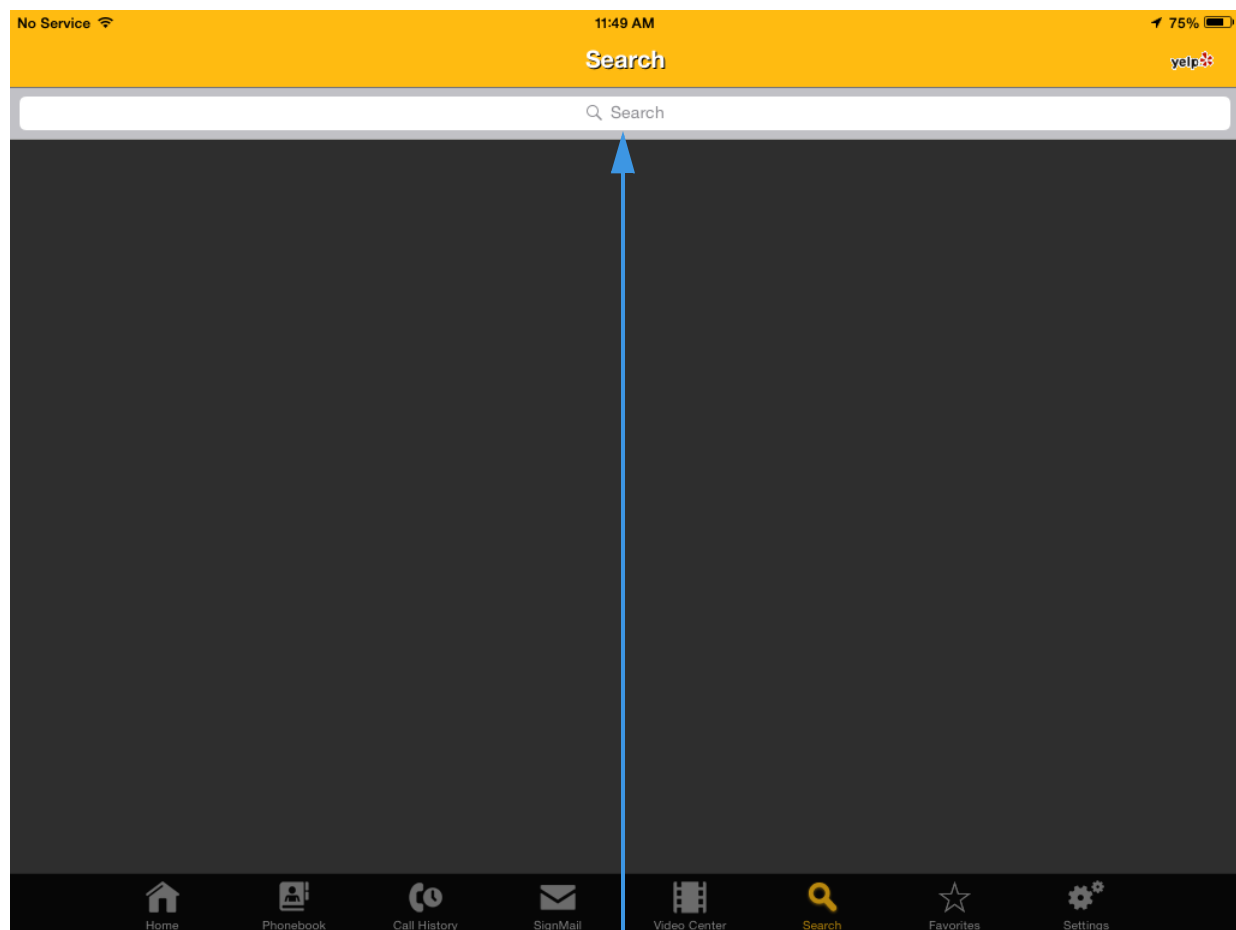 No Service 11:49 AM 75%
Search
yelp
Search
Home Phonebook Call History SignMail Video Center Search Favorites Settings